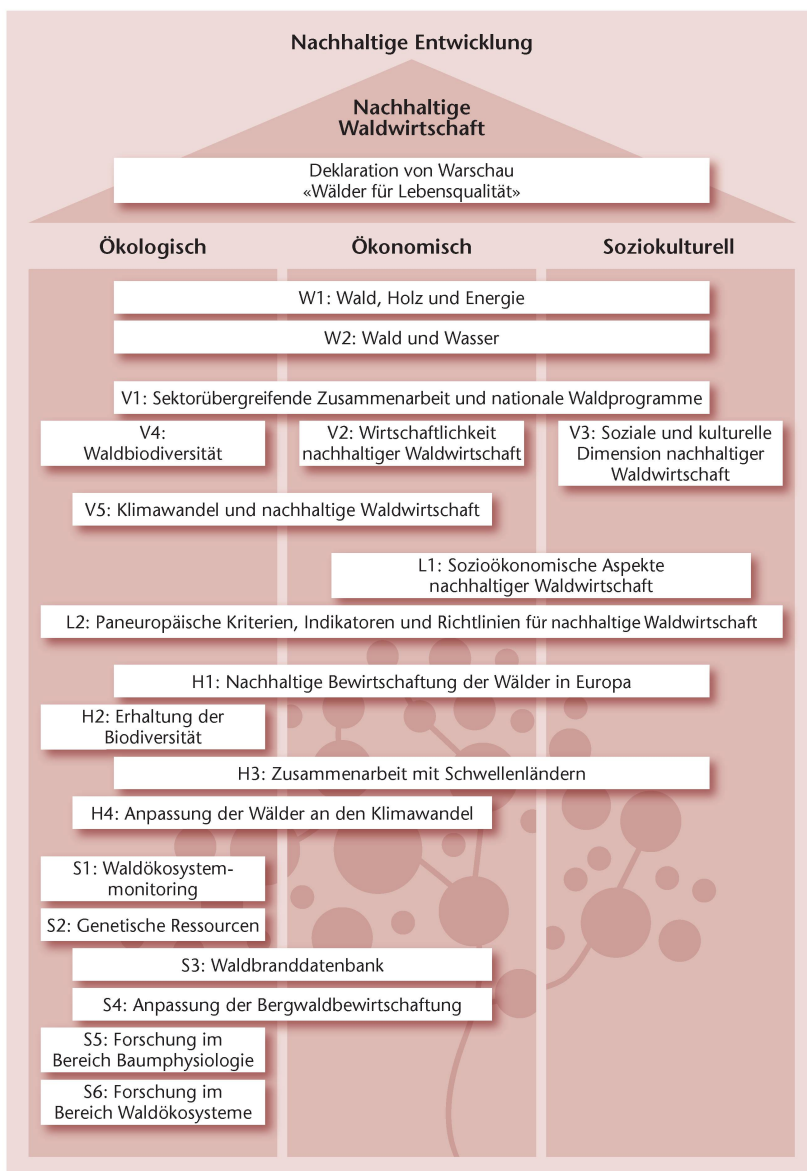 Nachhaltige Entwicklung
Nachhaltige
Waldwirtschaft
Deklaration von Warschau
«Wälder für Lebensqualität»
Ökologisch
Ökonomisch
Soziokulturell
W1: Wald, Holz und Energie
W2: Wald und Wasser
V1: Sektorübergreifende Zusammenarbeit und nationale Waldprogramme
V4:
Waldbiodiversität
V2: Wirtschaftlichkeit
nachhaltiger Waldwirtschaft
V3: Soziale und kulturelle
Dimension nachhaltiger
Waldwirtschaft
V5: Klimawandel und nachhaltige Waldwirtschaft
L1: Sozioökonomische Aspekte
nachhaltiger Waldwirtschaft
L2: Paneuropäische Kriterien, Indikatoren und Richtlinien für nachhaltige Waldwirtschaft
H1: Nachhaltige Bewirtschaftung der Wälder in Europa
H2: Erhaltung der
Biodiversität
H3: Zusammenarbeit mit Schwellenländern
H4: Anpassung der Wälder an den Klimawandel
S1: Waldökosystem-
monitoring
S2: Genetische Ressourcen
S3: Waldbranddatenbank
S4: Anpassung der Bergwaldbewirtschaftung
S5: Forschung im
Bereich Baumphysiologie
S6: Forschung im
Bereich Waldökosysteme